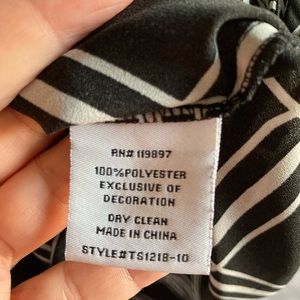 RN# 119897
100%POLYESTER
EXCLUSIVE OF
DECORATION
DRY CLEAN
MADE IN CHINA
STYLE#TS1218-10